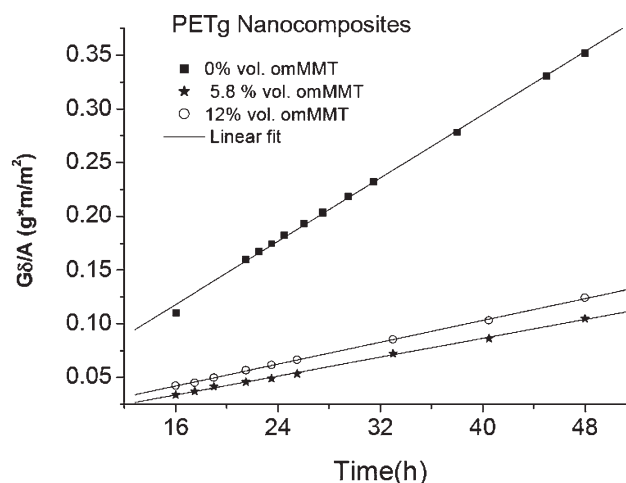 PETg Nanocomposites
0% vol. omMMT
5.8 % vol. omMMT
12% vol. omMMT
Linear fit
Gδ/A (g*m/m²)
0.35
0.30
0.25
0.20
0.15
0.10
0.05
16 24 32 40 48
Time(h)